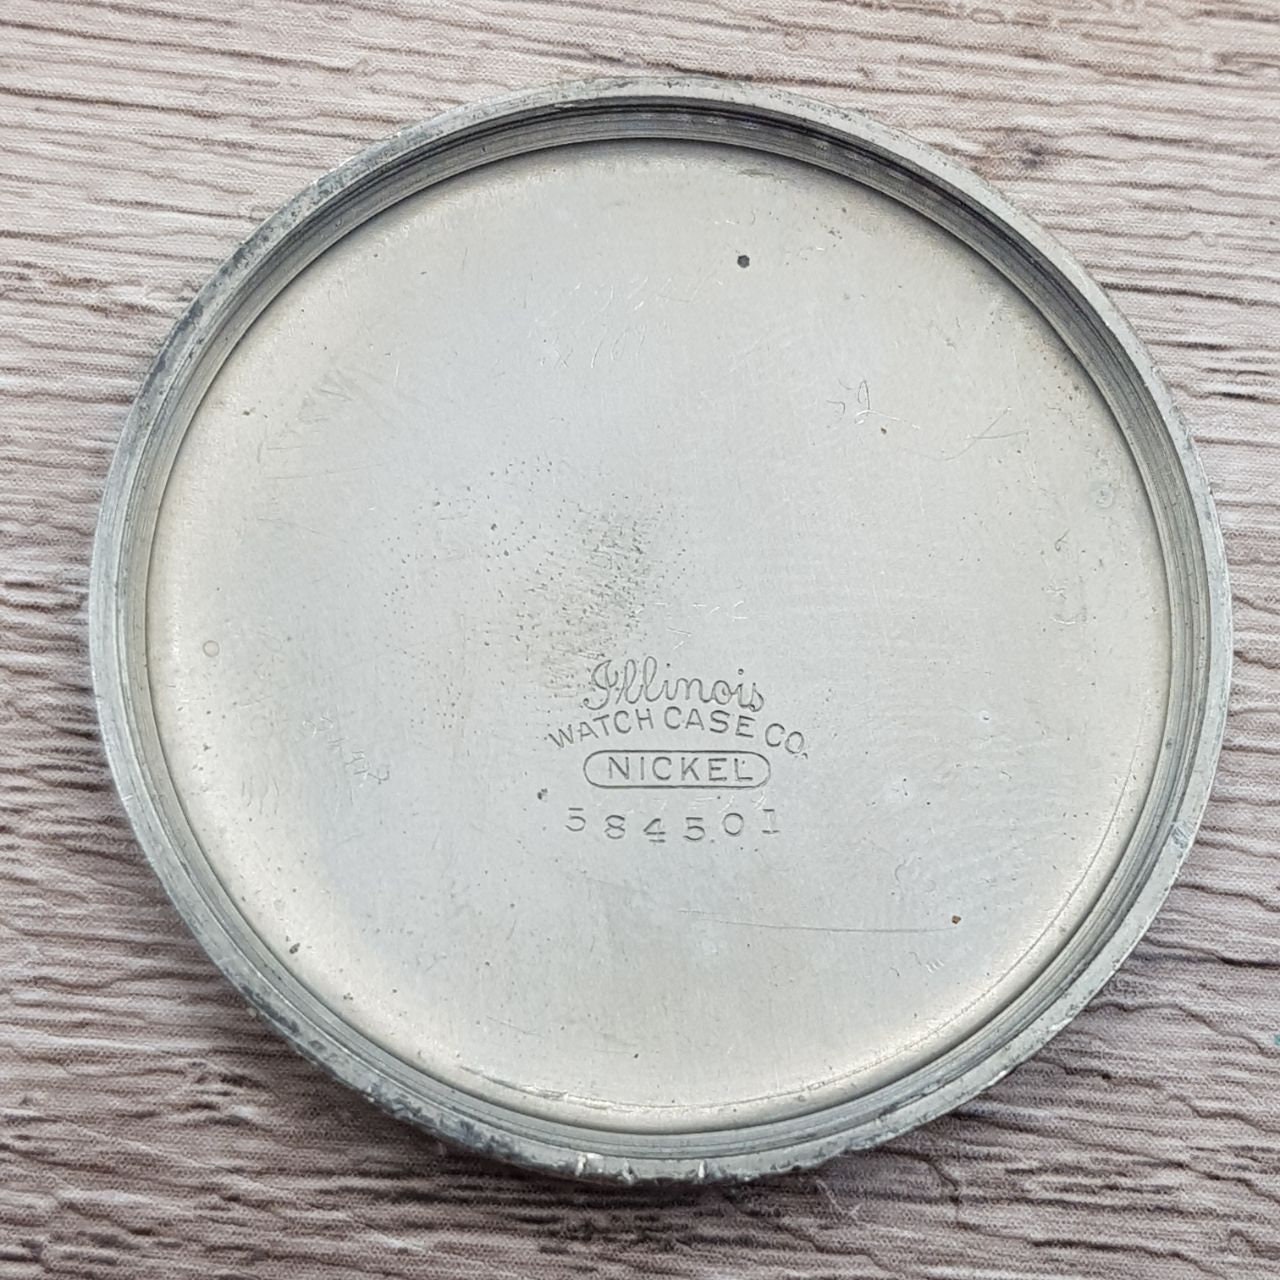 Illinois
WATCH CASE CO.
NICKEL
584501